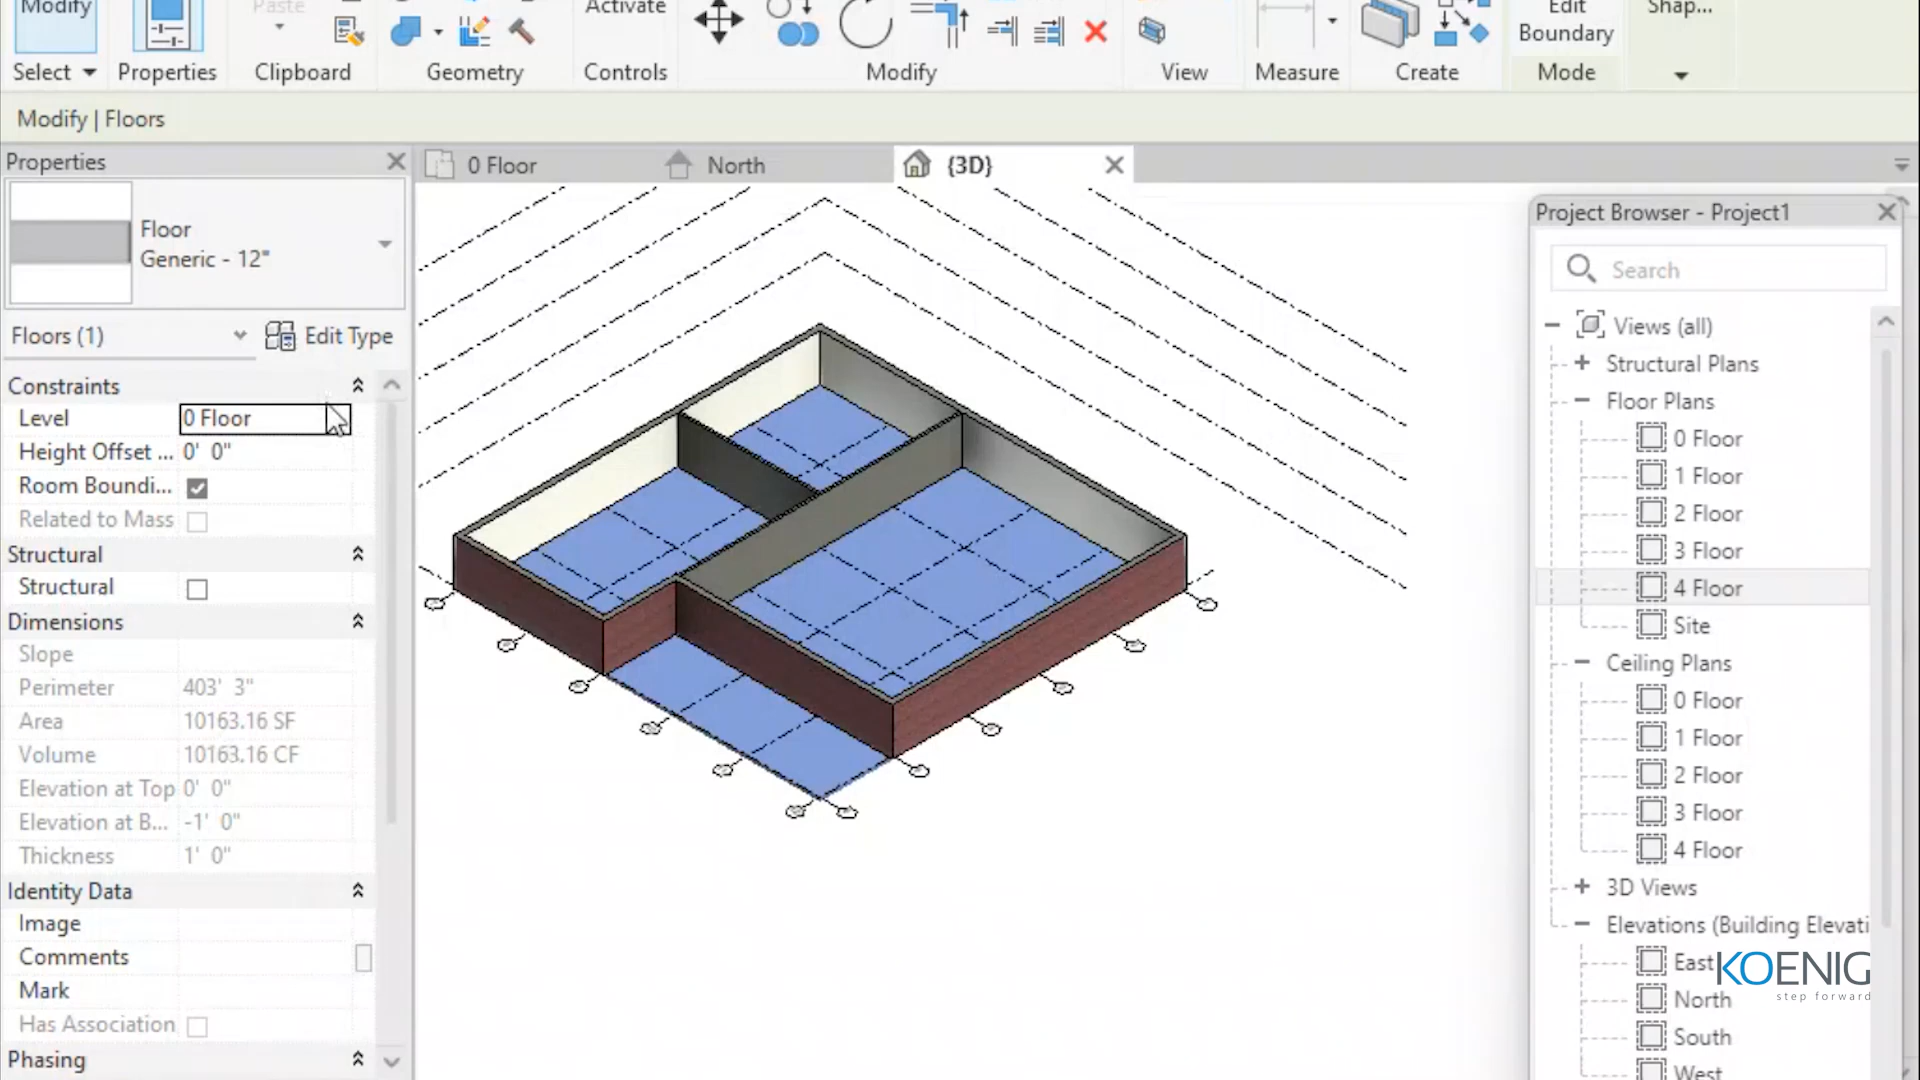 Modify
Paste
Activate
Edit
Boundary
Shap...
Select
Properties
Clipboard
Geometry
Controls
Modify
View
Measure
Create
Mode
Modify | Floors
Properties
0 Floor
North
{3D}
Floor
Generic - 12"
Floors (1)
Edit Type
Constraints
Level
0 Floor
Height Offset ...
0' 0"
Room Boundi...
Related to Mass
Structural
Structural
Dimensions
Slope
Perimeter
403' 3"
Area
10163.16 SF
Volume
10163.16 CF
Elevation at Top
0' 0"
Elevation at B...
-1' 0"
Thickness
1' 0"
Identity Data
Image
Comments
Mark
Has Association
Phasing
Project Browser - Project1
Search
Views (all)
Structural Plans
Floor Plans
0 Floor
1 Floor
2 Floor
3 Floor
4 Floor
Site
Ceiling Plans
0 Floor
1 Floor
2 Floor
3 Floor
4 Floor
3D Views
Elevations (Building Elevati
East
North
South
West
KOENIG
step forward